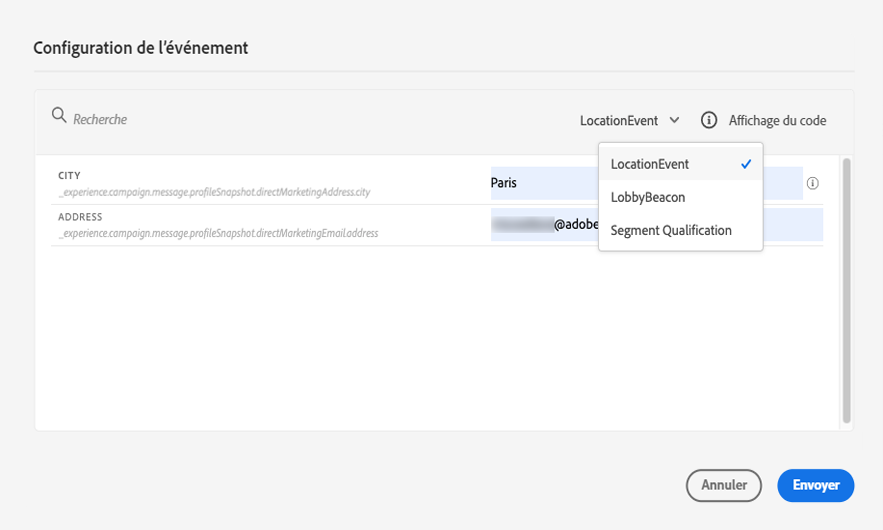 Configuration de l'événement
Recherche
LocationEvent
Affichage du code
LocationEvent
LobbyBeacon
Segment Qualification
CITY
_experience.campaign.message.profileSnapshot.directMarketingAddress.city
Paris
ADDRESS
_experience.campaign.message.profileSnapshot.directMarketingEmail.address
@adobe
Annuler
Envoyer